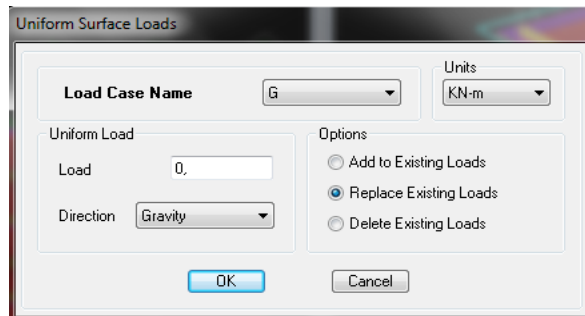 Uniform Surface Loads
Units
Load Case Name G KN-m
Uniform Load
Load 0,
Direction Gravity
Options
Add to Existing Loads
Replace Existing Loads
Delete Existing Loads
OK Cancel